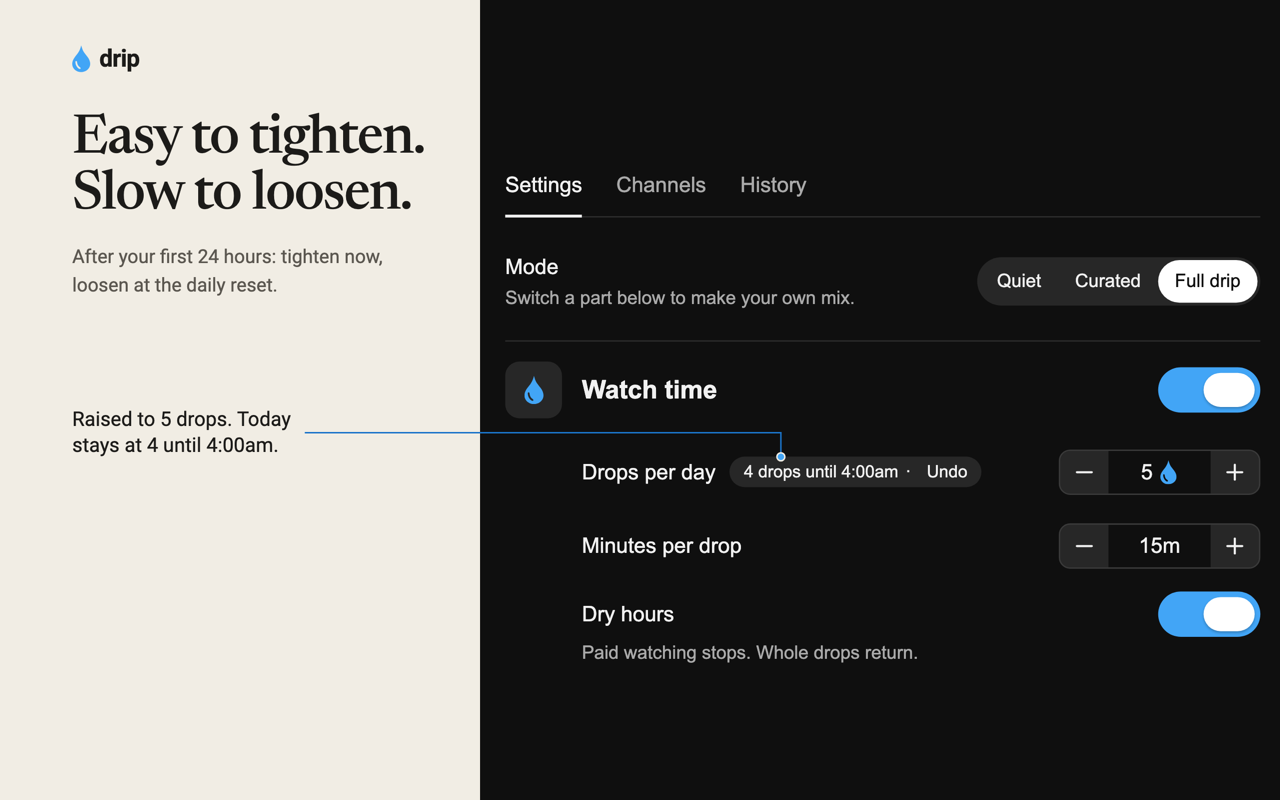 drip
Easy to tighten.
Slow to loosen.
After your first 24 hours: tighten now,
loosen at the daily reset.
Raised to 5 drops. Today
stays at 4 until 4:00am.
Settings Channels History
Mode
Switch a part below to make your own mix.
Quiet Curated Full drip
Watch time
Drops per day 4 drops until 4:00am · Undo − 5 +
Minutes per drop − 15m +
Dry hours
Paid watching stops. Whole drops return.